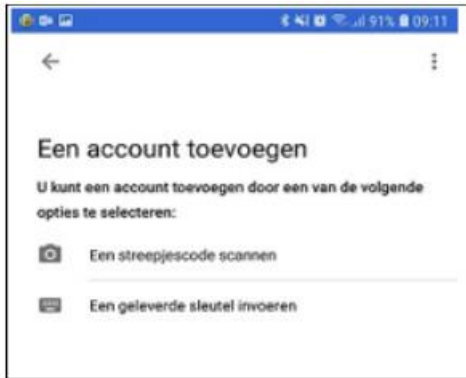 91% 09:11
Een account toevoegen
U kunt een account toevoegen door een van de volgende
opties te selecteren:
Een streepjescode scannen
Een geleverde sleutel invoeren